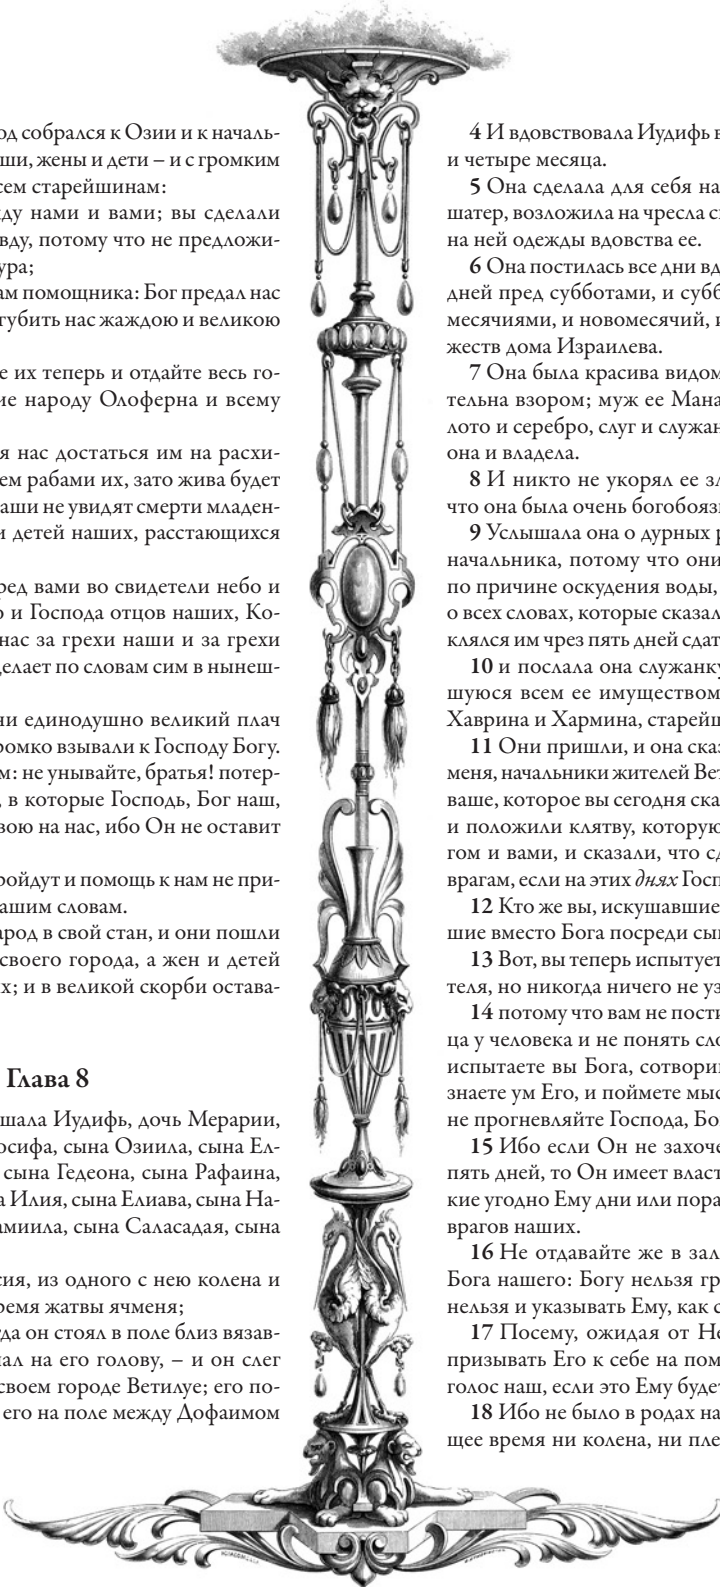 од собрался к Озии и к началь-
ши, жены и дети – и с громким
сем старейшинам:
ду нами и вами; вы сделали
вду, потому что не предложи-
ура;
ам помощника: Бог предал нас
губить нас жаждою и великою
е их теперь и отдайте весь го-
ие народу Олоферна и всему
я нас достаться им на расхи-
ем рабами их, зато жива будет
аши не увидят смерти младен-
и детей наших, расстающихся
ред вами во свидетели небо и
о и Господа отцов наших, Ко-
нас за грехи наши и за грехи
делает по словам сим в нынеш-
ни единодушно великий плач
ромко взывали к Господу Богу.
м: не унывайте, братья! потер-
, в которые Господь, Бог наш,
вою на нас, ибо Он не оставит
ройдут и помощь к нам не при-
ашим словам.
арод в свой стан, и они пошли
своего города, а жен и детей
х; и в великой скорби остава-
Глава 8
шала Иудифь, дочь Мерарии,
осифа, сына Озиила, сына Ел-
сына Гедеона, сына Рафаина,
а Илия, сына Елиава, сына На-
амиила, сына Саласадая, сына
сия, из одного с нею колена и
ремя жатвы ячменя;
да он стоял в поле близ вязав-
ал на его голову, – и он слег
своем городе Ветилуе; его по-
его на поле между Дофаимом
4 И вдовствовала Иудифь в
и четыре месяца.
5 Она сделала для себя на
шатер, возложила на чресла с
на ней одежды вдовства ее.
6 Она постилась все дни вд
дней пред субботами, и субб
месячиями, и новомесячий, и
жеств дома Израилева.
7 Она была красива видом
тельна взором; муж ее Мана
лото и серебро, слуг и служан
она и владела.
8 И никто не укорял ее зл
что она была очень богобоязн
9 Услышала она о дурных р
начальника, потому что они
по причине оскудения воды,
о всех словах, которые сказал
клялся им чрез пять дней сдат
10 и послала она служанку
шуюся всем ее имуществом
Хаврина и Хармина, старейш
11 Они пришли, и она сказ
меня, начальники жителей Вет
ваше, которое вы сегодня ска
и положили клятву, которую
гом и вами, и сказали, что сд
врагам, если на этих днях Госп
12 Кто же вы, искушавшие
шие вместо Бога посреди сын
13 Вот, вы теперь испытует
теля, но никогда ничего не уз
14 потому что вам не пости
ца у человека и не понять сло
испытаете вы Бога, сотворив
знаете ум Его, и поймете мыс
не прогневляйте Господа, Бо
15 Ибо если Он не захоче
пять дней, то Он имеет власт
кие угодно Ему дни или пора
врагов наших.
16 Не отдавайте же в зал
Бога нашего: Богу нельзя гр
нельзя и указывать Ему, как с
17 Посему, ожидая от Не
призывать Его к себе на пом
голос наш, если это Ему будет
18 Ибо не было в родах на
щее время ни колена, ни пле